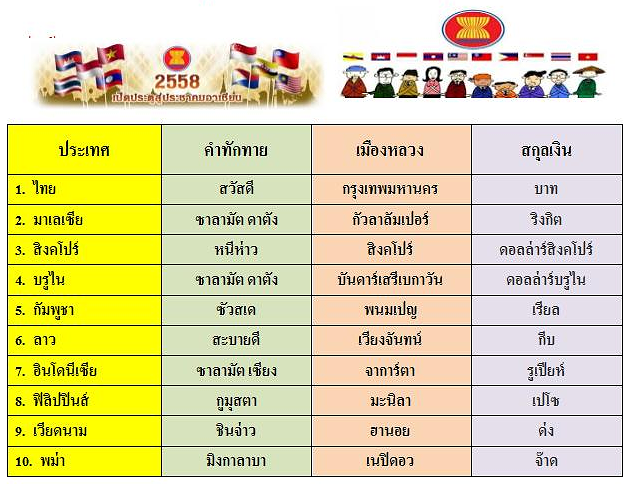 2558
เปิดประตูสู่ประชาคมอาเซียน
ประเทศ คำทักทาย เมืองหลวง สกุลเงิน
1. ไทย สวัสดี กรุงเทพมหานคร บาท
2. มาเลเซีย ซาลามัต ดาตัง กัวลาลัมเปอร์ ริงกิต
3. สิงคโปร์ หนีห่าว สิงคโปร์ ดอลล่าร์สิงคโปร์
4. บรูไน ซาลามัต ดาตัง บันดาร์เสรีเบกาวัน ดอลล่าร์บรูไน
5. กัมพูชา ซัวสเด พนมเปญ เรียล
6. ลาว สะบายดี เวียงจันทน์ กีบ
7. อินโดนีเซีย ซาลามัต เซียง จาการ์ตา รูเปียห์
8. ฟิลิปปินส์ กูมุสตา มะนิลา เปโซ
9. เวียดนาม ซินจ่าว ฮานอย ด่ง
10. พม่า มิงกาลาบา เนปิดอว จ๊าด